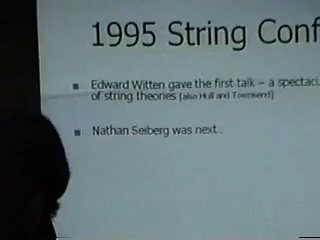 1995 String Conf
Edward Witten gave the first talk – a spectacu
of string theories [also Hull and Townsend]
Nathan Seiberg was next..